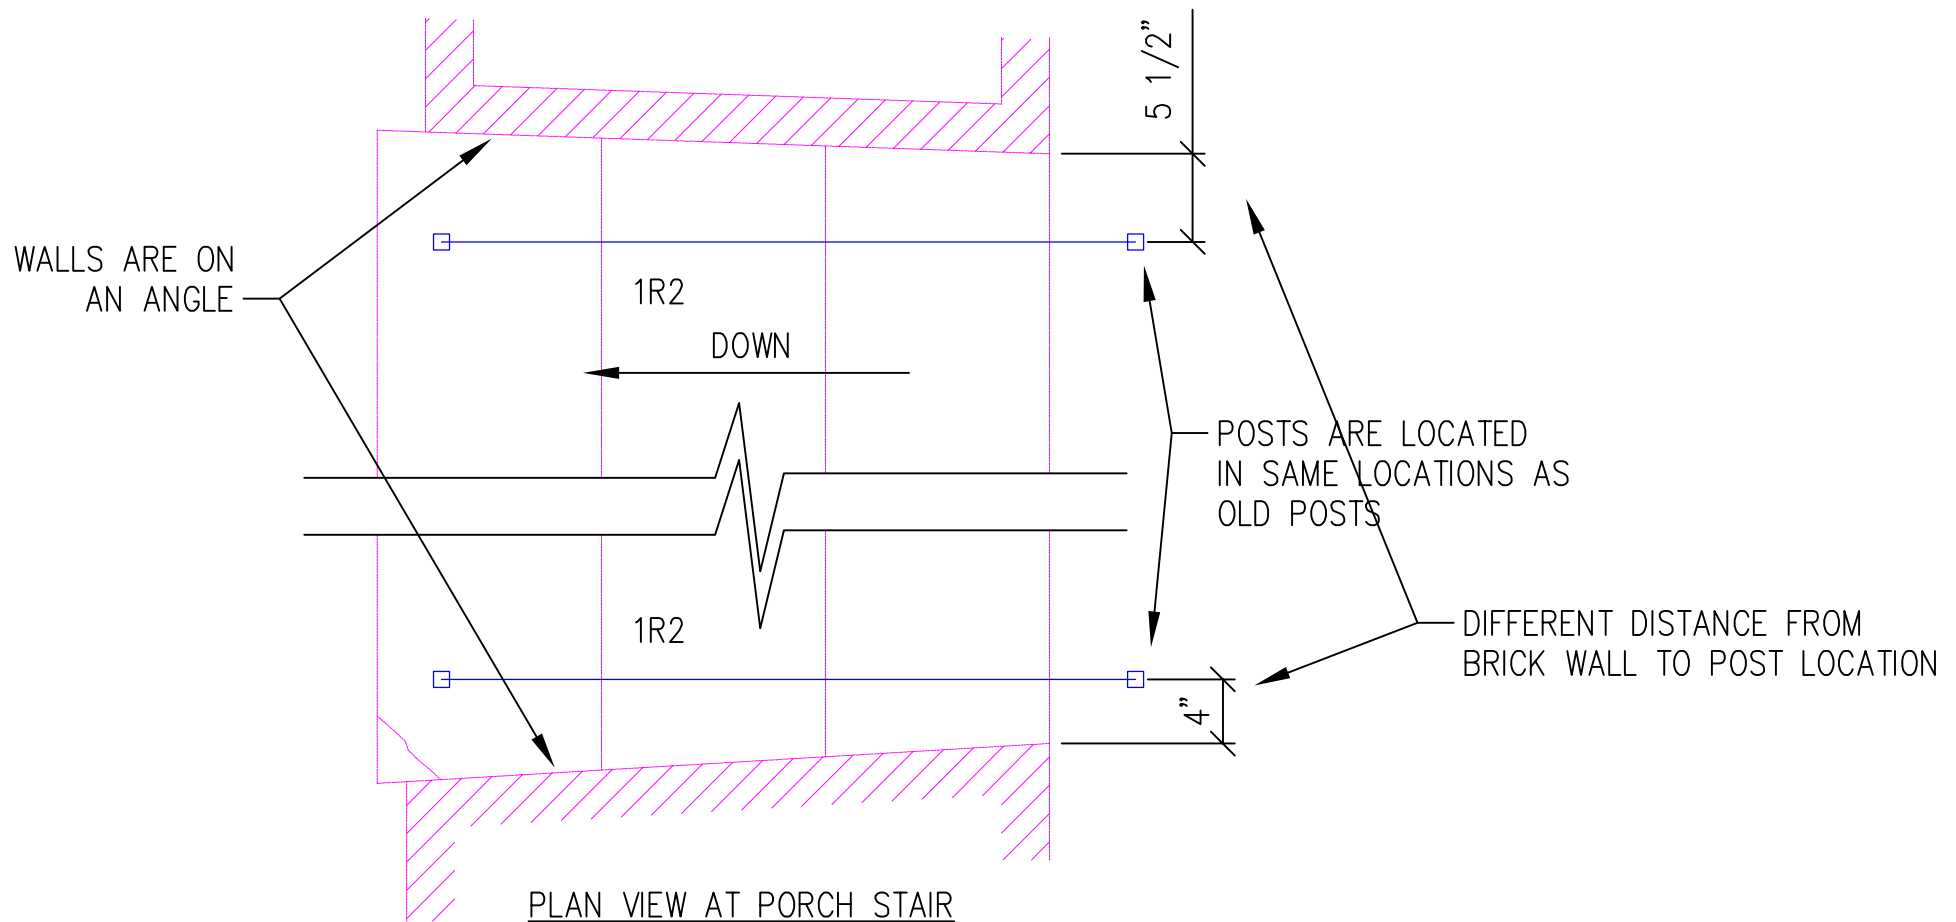 5 1/2”
WALLS ARE ON
AN ANGLE
1R2
DOWN
POSTS ARE LOCATED
IN SAME LOCATIONS AS
OLD POSTS
1R2
DIFFERENT DISTANCE FROM
BRICK WALL TO POST LOCATION
4”
PLAN VIEW AT PORCH STAIR